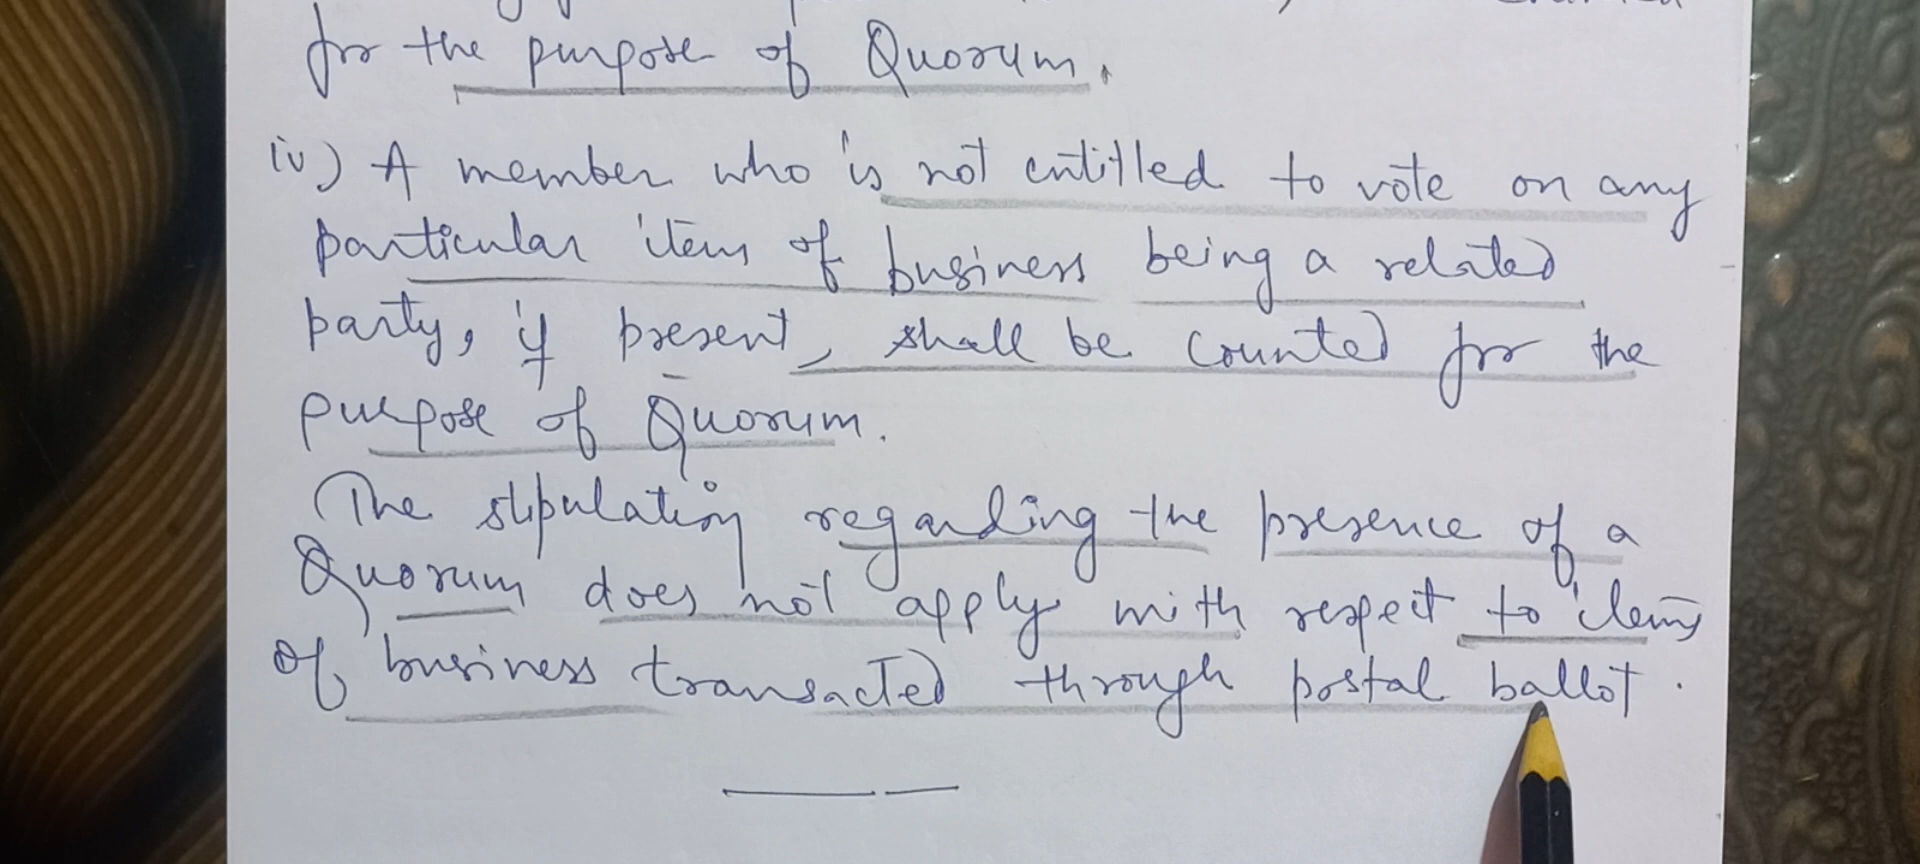 for the purpose of Quorum.
iv) A member who is not entitled to vote on any
particular item of business being a related
party, if present, shall be counted for the
purpose of Quorum.
The stipulation regarding the presence of a
Quorum does not apply with respect to items
of business transacted through postal ballot.